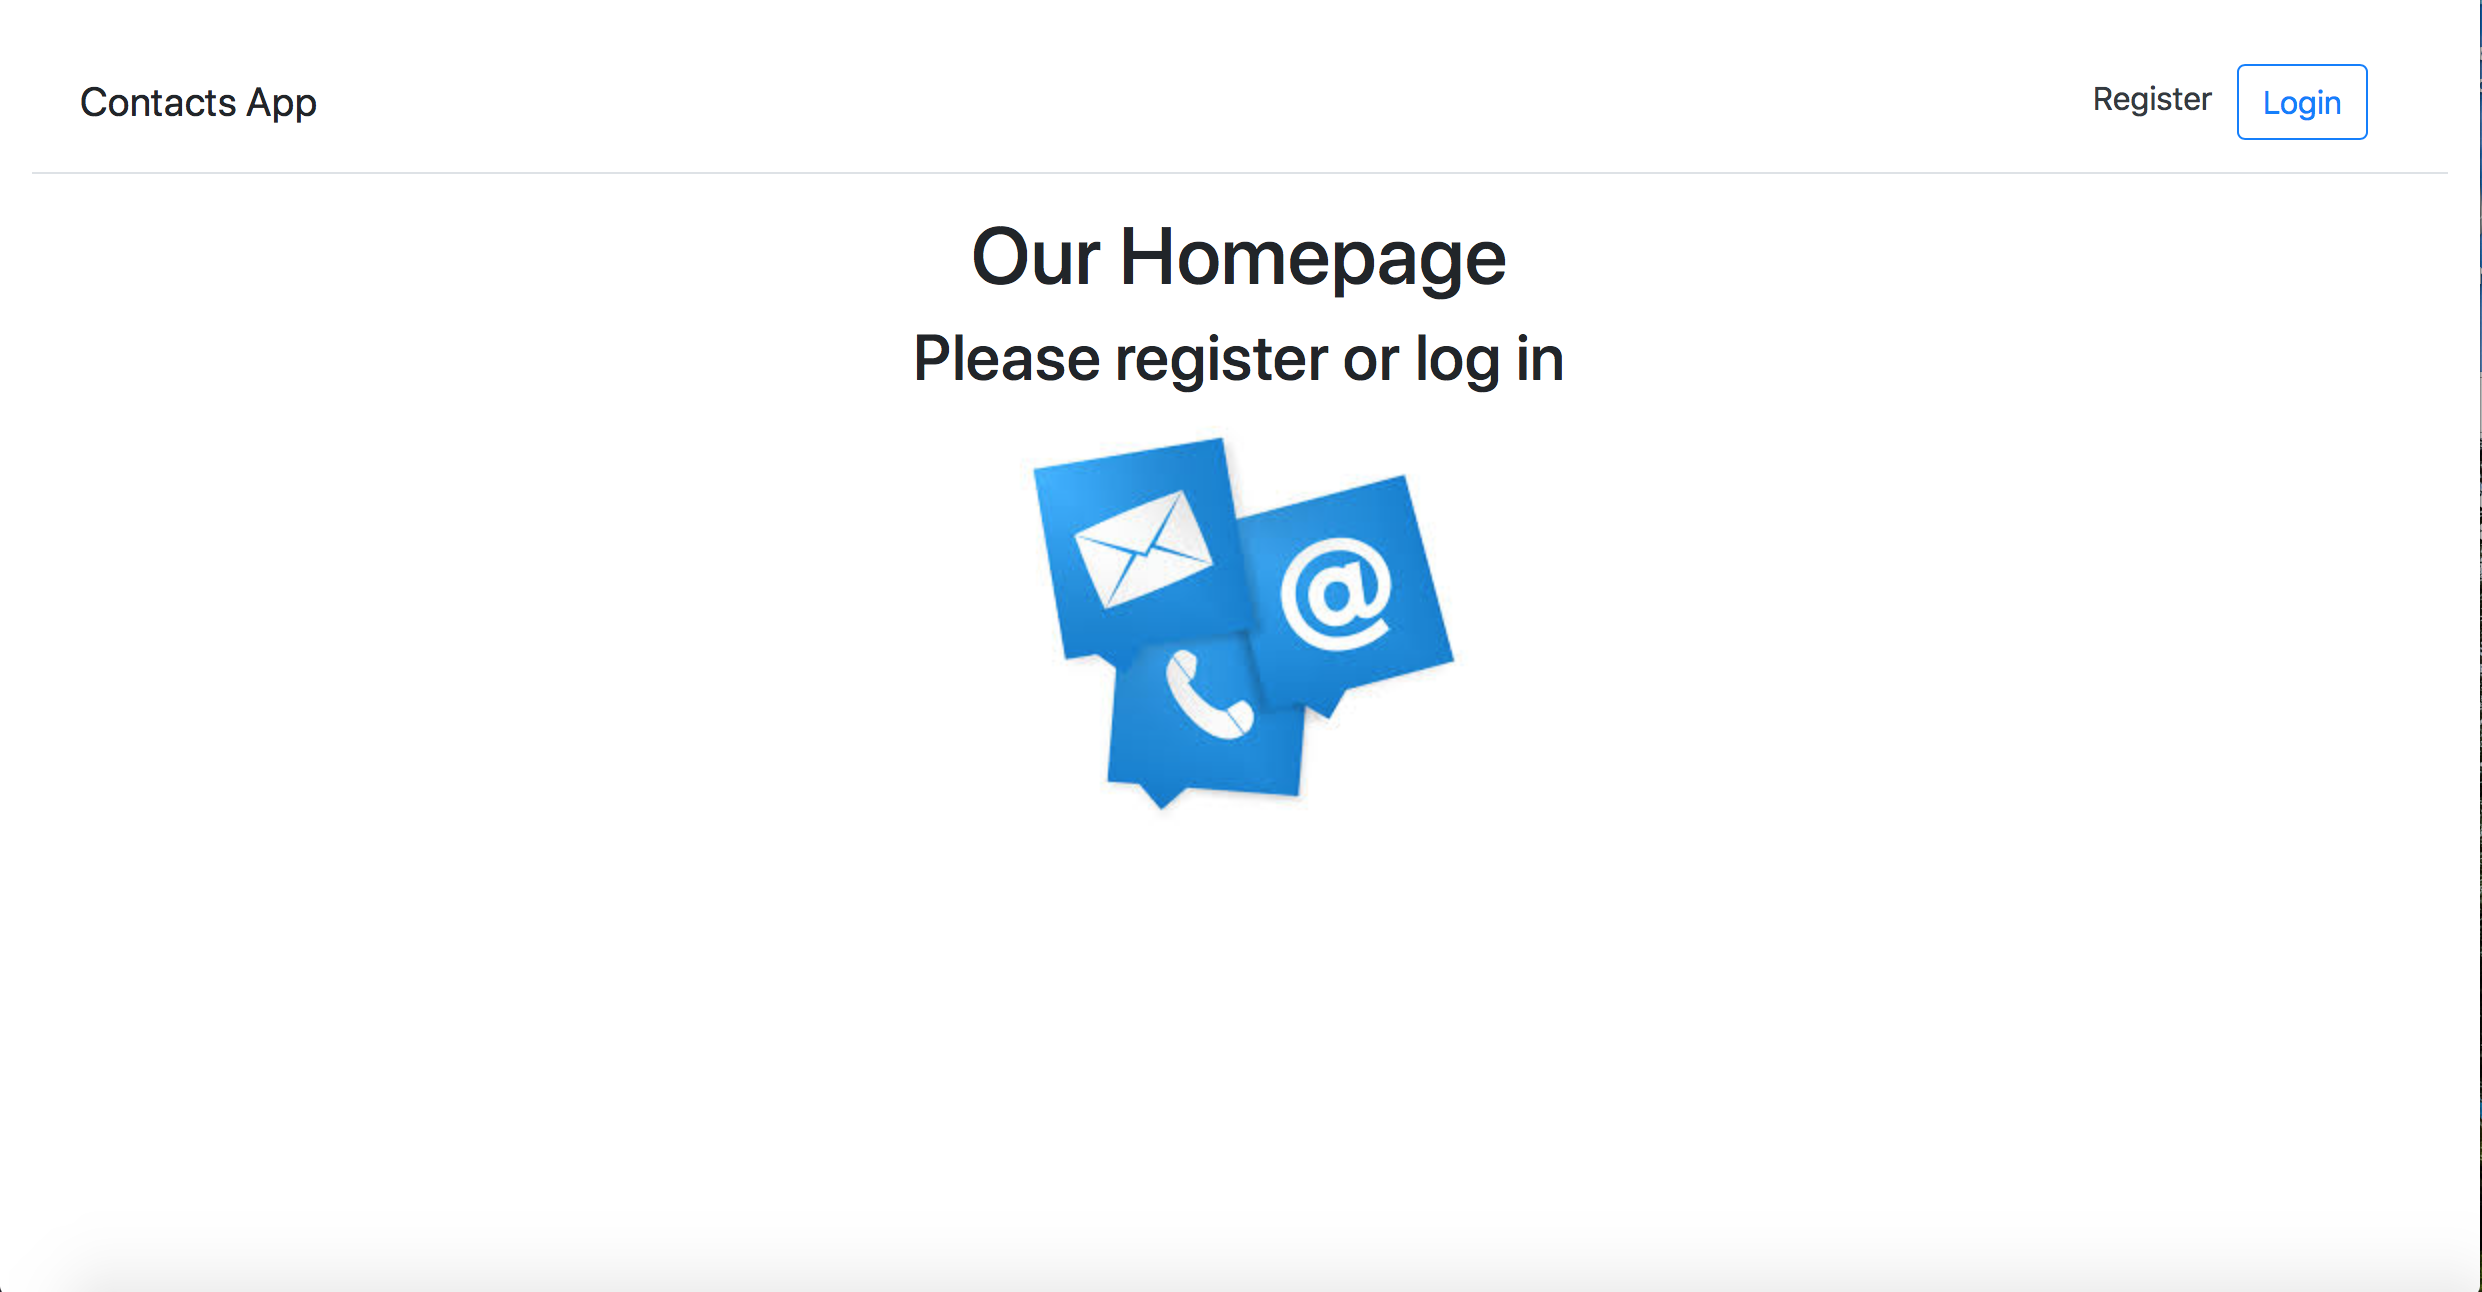 Contacts App
Register
Login
Our Homepage
Please register or log in
@